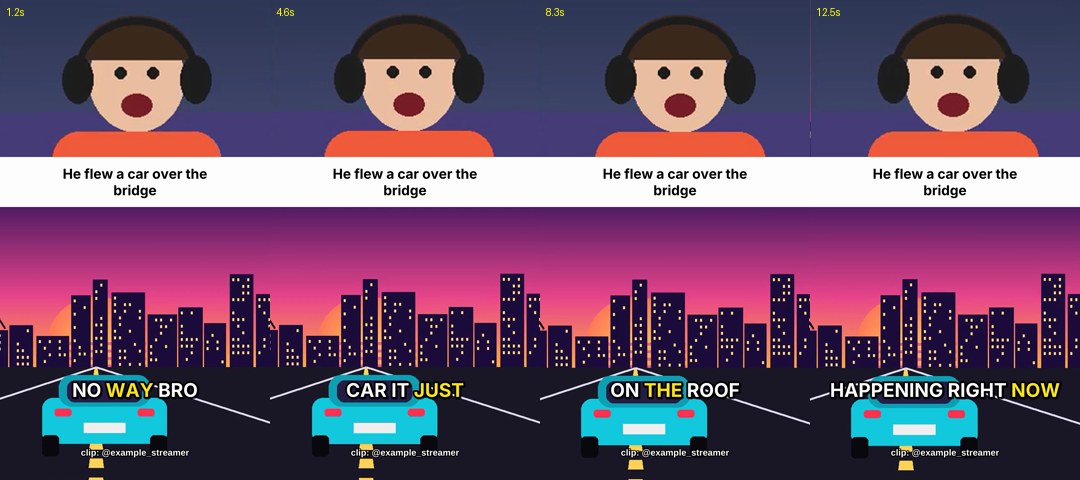 1.2s
He flew a car over the
bridge
NO WAY BRO
clip: @example_streamer
4.6s
He flew a car over the
bridge
CAR IT JUST
clip: @example_streamer
8.3s
He flew a car over the
bridge
ON THE ROOF
clip: @example_streamer
12.5s
He flew a car over the
bridge
HAPPENING RIGHT NOW
clip: @example_streamer